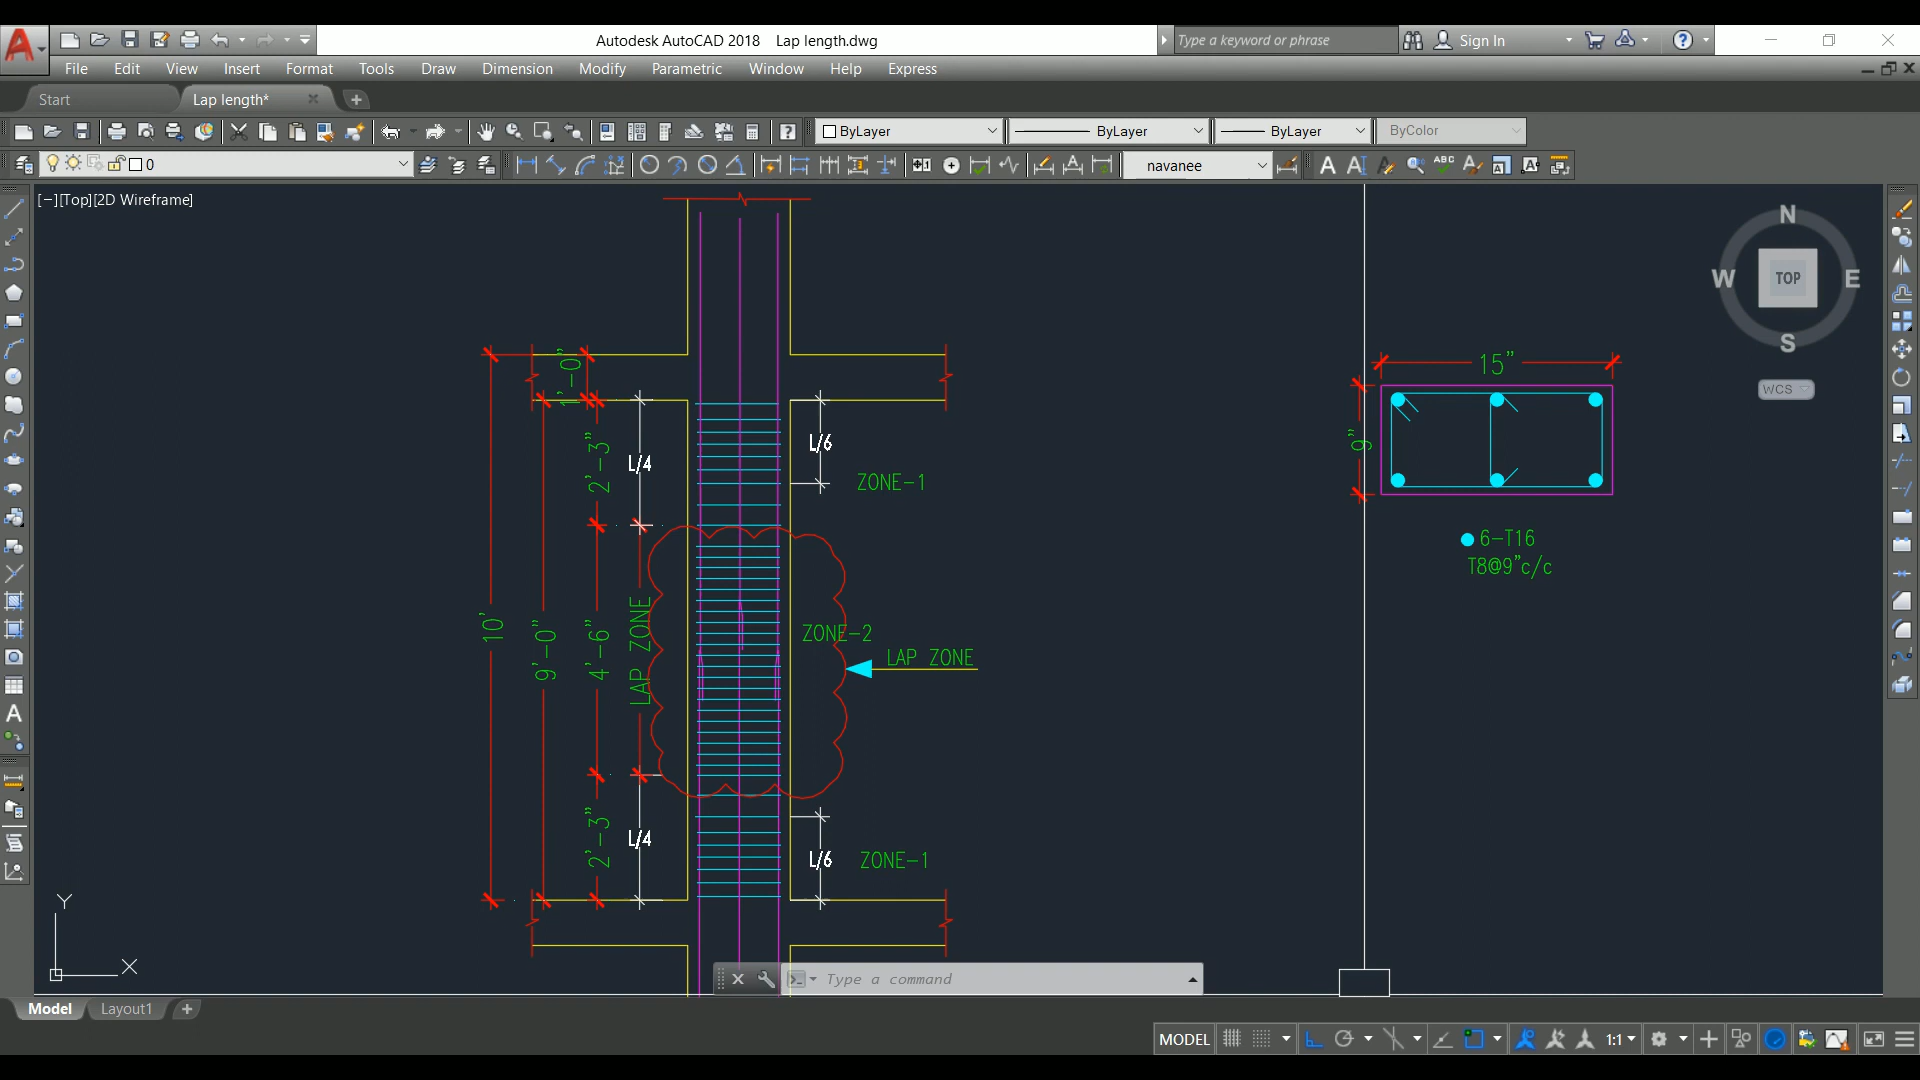 Autodesk AutoCAD 2018 Lap length.dwg
Type a keyword or phrase
Sign In
File Edit View Insert Format Tools Draw Dimension Modify Parametric Window Help Express
Start
Lap length*
ByLayer
ByLayer
ByLayer
ByColor
0
navanee
ABC
[−][Top][2D Wireframe]
N
W
TOP
E
S
WCS
1'-0"
2'-3"
L/4
L/6
ZONE-1
10'
9'-0"
4'-6"
LAP ZONE
ZONE-2
LAP ZONE
2'-3"
L/4
L/6
ZONE-1
15"
9"
6-T16
T8@9"c/c
Y
X
Type a command
Model
Layout1
MODEL
1:1